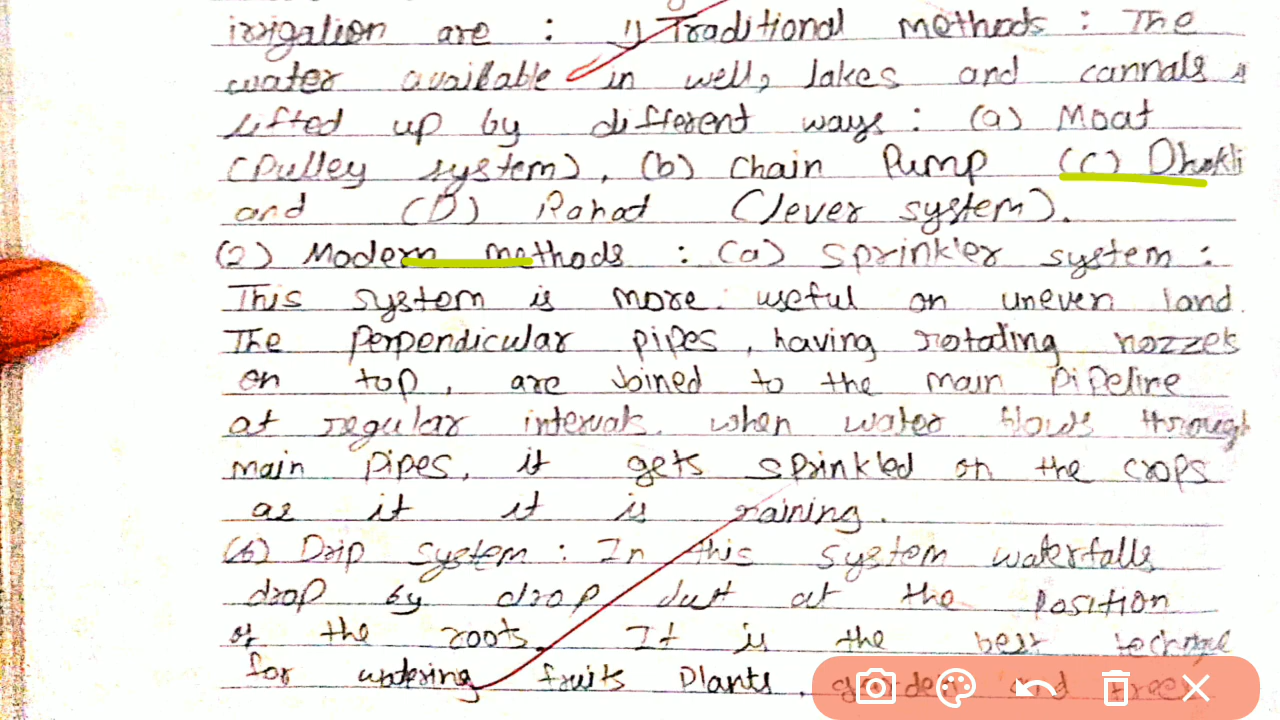 irrigation are : 1) Traditional methods : The
water available in well, lakes and cannals is
lifted up by different ways : (a) Moat
(Pulley system), (b) Chain Pump (C) Dhekli
and (D) Rahat (lever system).
(2) Modern methods : (a) Sprinkler system :
This system is more useful on uneven land.
The perpendicular pipes, having rotating nozzels
on top, are Joined to the main Pipeline
at regular intervals. when water flows through
main Pipes, it gets sprinkled on the crops
as it it is raining.
(b) Drip system : In this system waterfalls
drop by drop Just at the Position
of the roots. It is the best
for watering fruits Plants, garden and trees